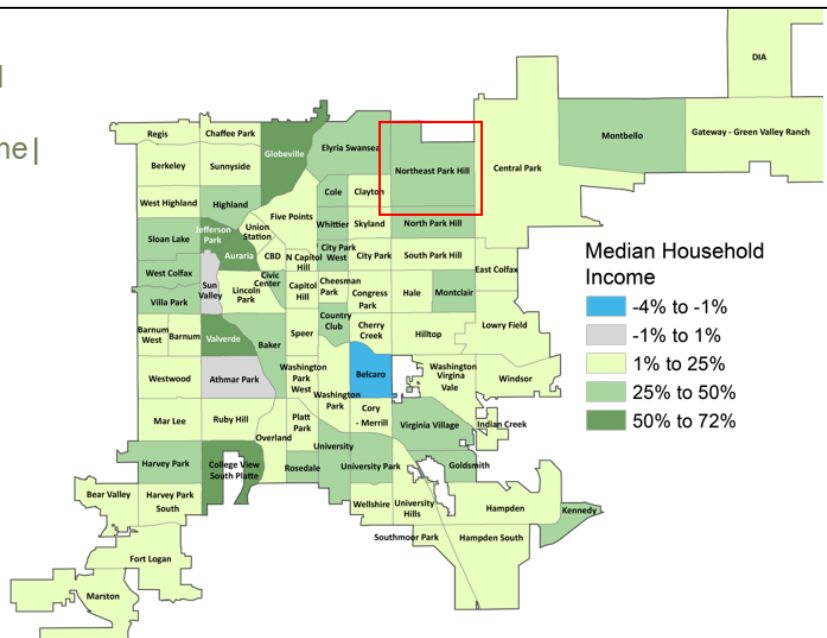 me|
DIA
Regis
Chaffee Park
Globeville
Elyria Swansea
Northeast Park Hill
Central Park
Montbello
Gateway - Green Valley Ranch
Berkeley
Sunnyside
West Highland
Highland
Cole
Clayton
Five Points
Whittier
Skyland
North Park Hill
Sloan Lake
Jefferson
Park
Union
Station
Auraria
CBD
N Capitol
Hill
City Park
West
City Park
South Park Hill
East Colfax
West Colfax
Sun
Valley
Lincoln
Park
Civic
Center
Capitol
Hill
Cheesman
Park
Congress
Park
Hale
Montclair
Villa Park
Country
Club
Cherry
Creek
Hilltop
Lowry Field
Barnum
West
Barnum
Valverde
Baker
Speer
Westwood
Athmar Park
Washington
Park
West
Washington
Park
Belcaro
Washington
Virgina
Vale
Windsor
Mar Lee
Ruby Hill
Overland
Platt
Park
Cory
- Merrill
Virginia Village
Indian Creek
Harvey Park
College View
South Platte
Rosedale
University
University Park
Goldsmith
Bear Valley
Harvey Park
South
Wellshire
University
Hills
Hampden
Kennedy
Southmoor Park
Hampden South
Fort Logan
Marston
Median Household
Income
-4% to -1%
-1% to 1%
1% to 25%
25% to 50%
50% to 72%